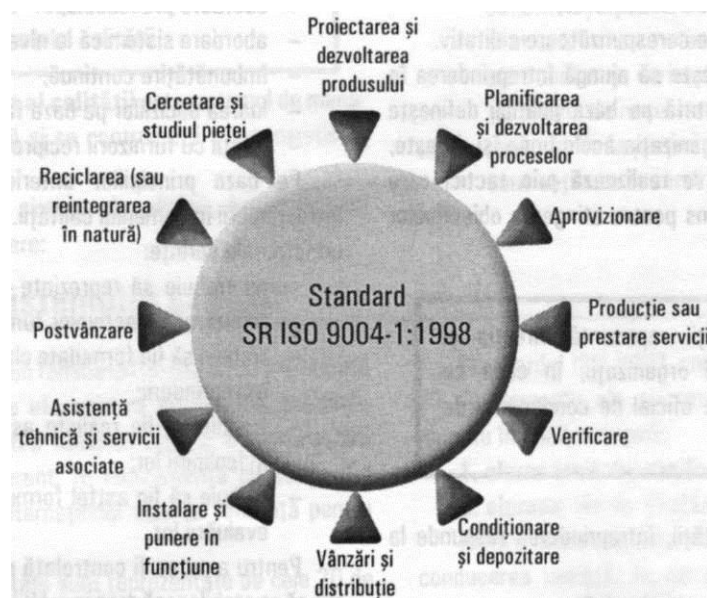 Proiectarea și
dezvoltarea
produsului
Planificarea
și dezvoltarea
proceselor
Aprovizionare
Producție sau
prestare servicii
Verificare
Condiționare
și depozitare
Vânzări și
distribuție
Instalare și
punere în
funcțiune
Asistență
tehnică și servicii
asociate
Postvânzare
Reciclarea (sau
reintegrarea
în natură)
Cercetare și
studiul pieței
Standard
SR ISO 9004-1:1998